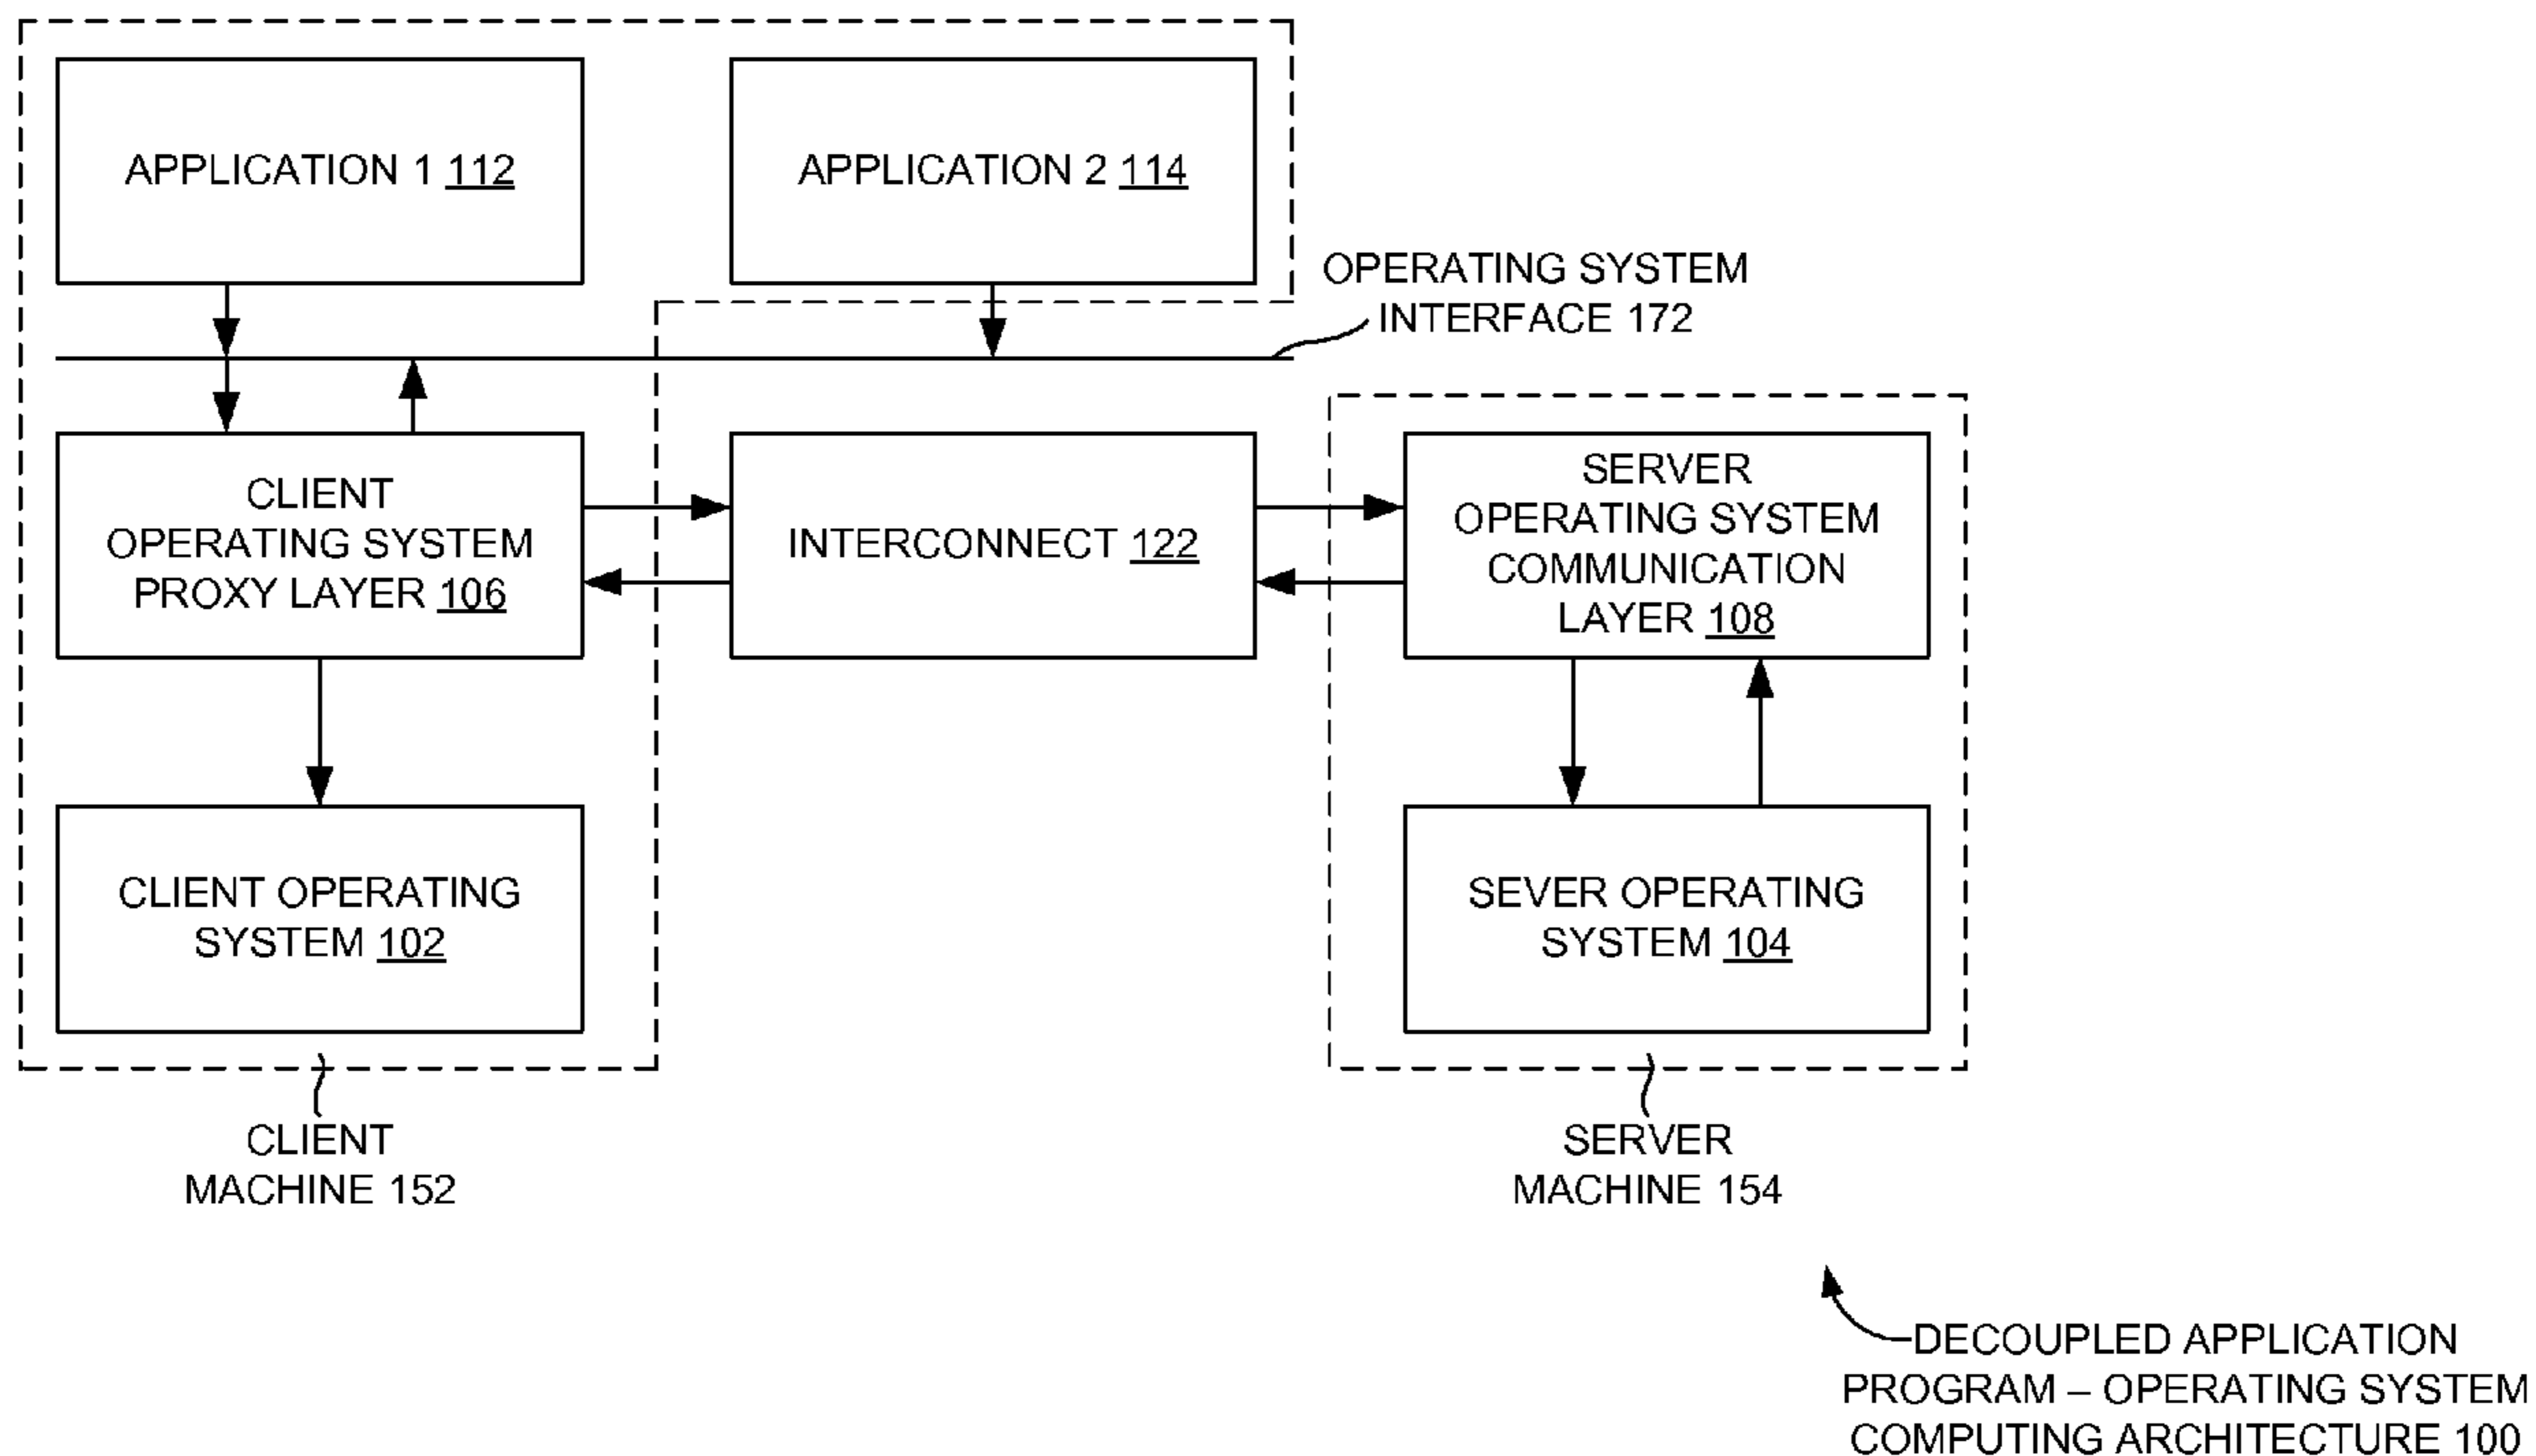 APPLICATION 1 112
APPLICATION 2 114
OPERATING SYSTEM
INTERFACE 172
CLIENT
OPERATING SYSTEM
PROXY LAYER 106
INTERCONNECT 122
SERVER
OPERATING SYSTEM
COMMUNICATION
LAYER 108
CLIENT OPERATING
SYSTEM 102
SEVER OPERATING
SYSTEM 104
CLIENT
MACHINE 152
SERVER
MACHINE 154
DECOUPLED APPLICATION
PROGRAM – OPERATING SYSTEM
COMPUTING ARCHITECTURE 100